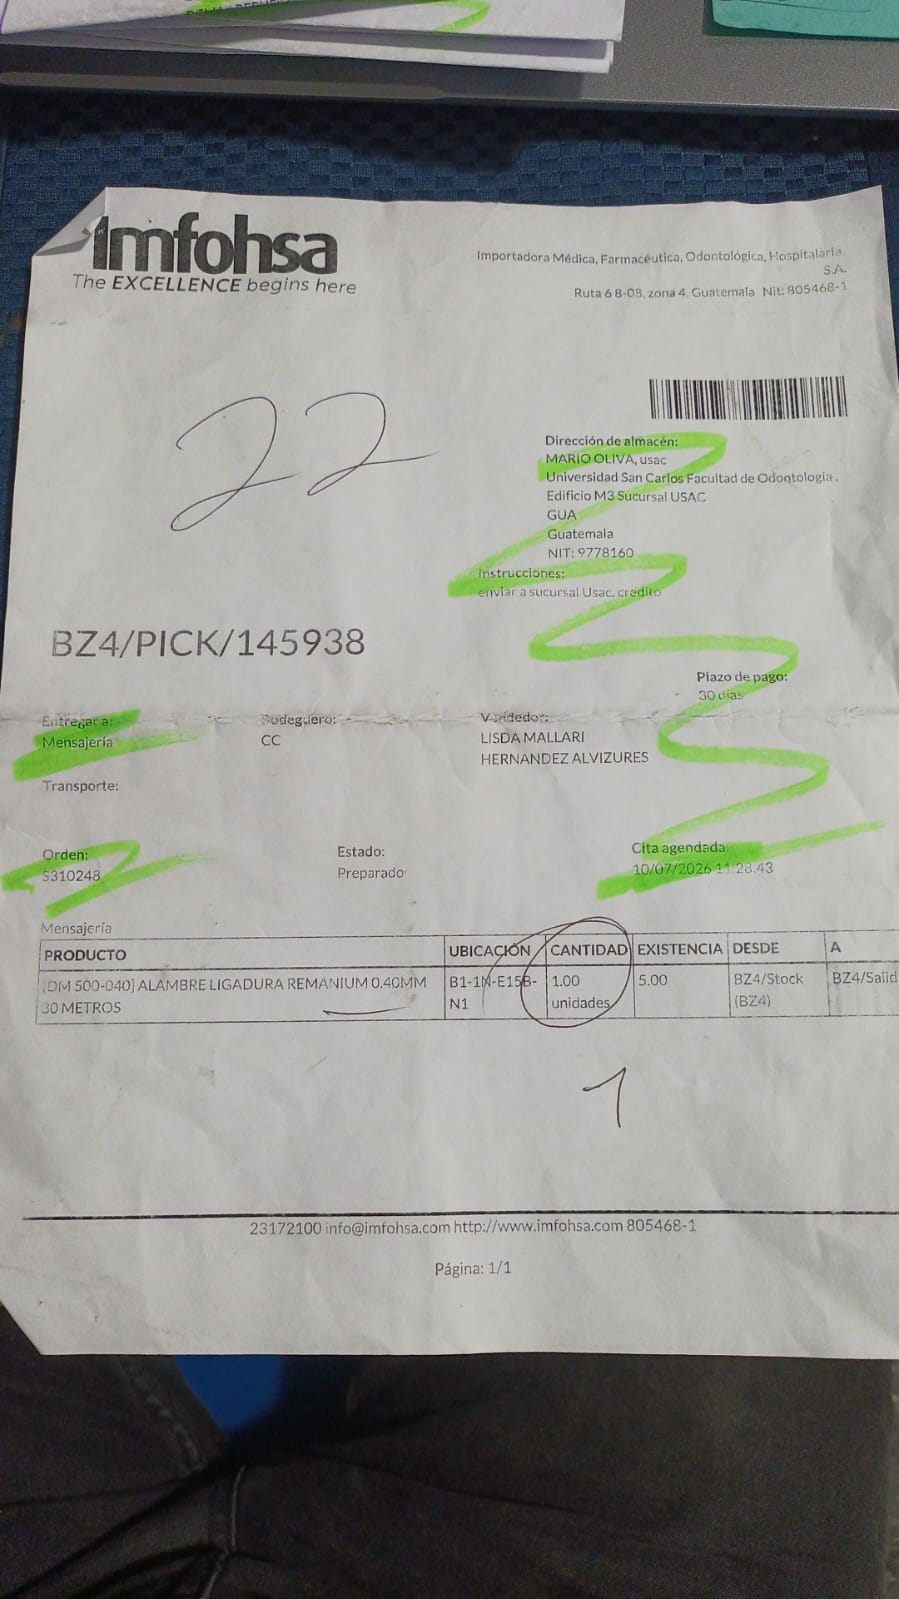 Imfohsa
The EXCELLENCE begins here
Importadora Médica, Farmacéutica, Odontológica, Hospitalaria,
S.A.
Ruta 6 8-08, zona 4, Guatemala Nit: 805468-1
22
Dirección de almacén:
MARIO OLIVA, usac
Universidad San Carlos Facultad de Odontología,
Edificio M3 Sucursal USAC
GUA
Guatemala
NIT: 9778160
Instrucciones:
enviar a sucursal Usac. credito
BZ4/PICK/145938
Plazo de pago:
30 días
Entregar a: Bodeguero: Vendedor:
Mensajería CC LISDA MALLARI
HERNANDEZ ALVIZURES
Transporte:
Orden: Estado: Cita agendada:
S310248 Preparado 10/07/2026 11:28:43
Mensajería
PRODUCTO UBICACIÓN CANTIDAD EXISTENCIA DESDE A
[DM 500-040] ALAMBRE LIGADURA REMANIUM 0.40MM B1-1N-E15B- 1.00 5.00 BZ4/Stock BZ4/Salid
30 METROS N1 unidades (BZ4)
1
23172100 info@imfohsa.com http://www.imfohsa.com 805468-1
Página: 1/1